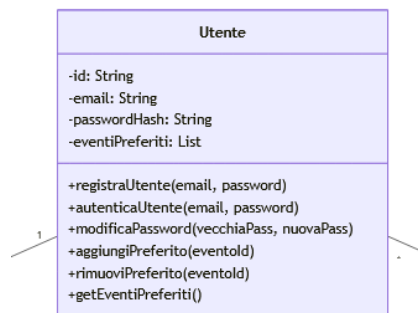 Utente
-id: String
-email: String
-passwordHash: String
-eventiPreferiti: List
+registraUtente(email, password)
+autenticaUtente(email, password)
1
+modificaPassword(vecchiaPass, nuovaPass)
+aggiungiPreferito(eventoId)
+rimuoviPreferito(eventoId)
+getEventiPreferiti()